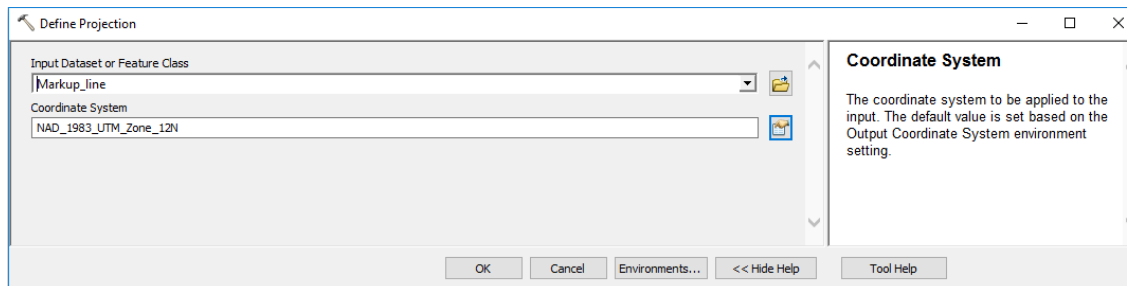 Define Projection
Input Dataset or Feature Class
Markup_line
Coordinate System
NAD_1983_UTM_Zone_12N
OK
Cancel
Environments...
<< Hide Help
Coordinate System
The coordinate system to be applied to the
input. The default value is set based on the
Output Coordinate System environment
setting.
Tool Help